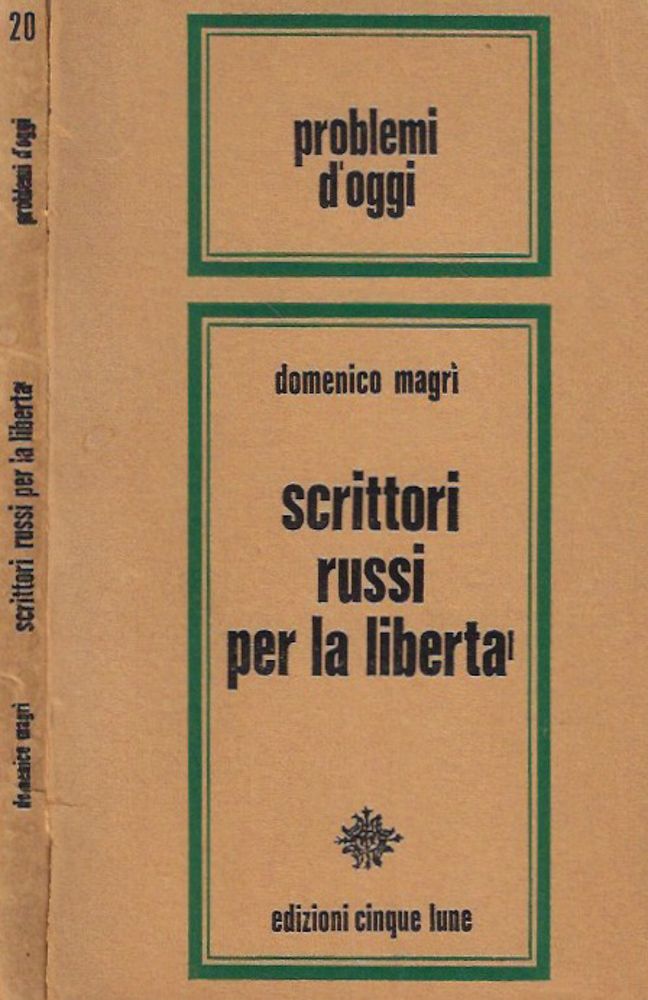 20
problemi d'oggi
scrittori russi per la liberta'
domenico magrì
problemi
d'oggi
domenico magrì
scrittori
russi
per la liberta'
edizioni cinque lune